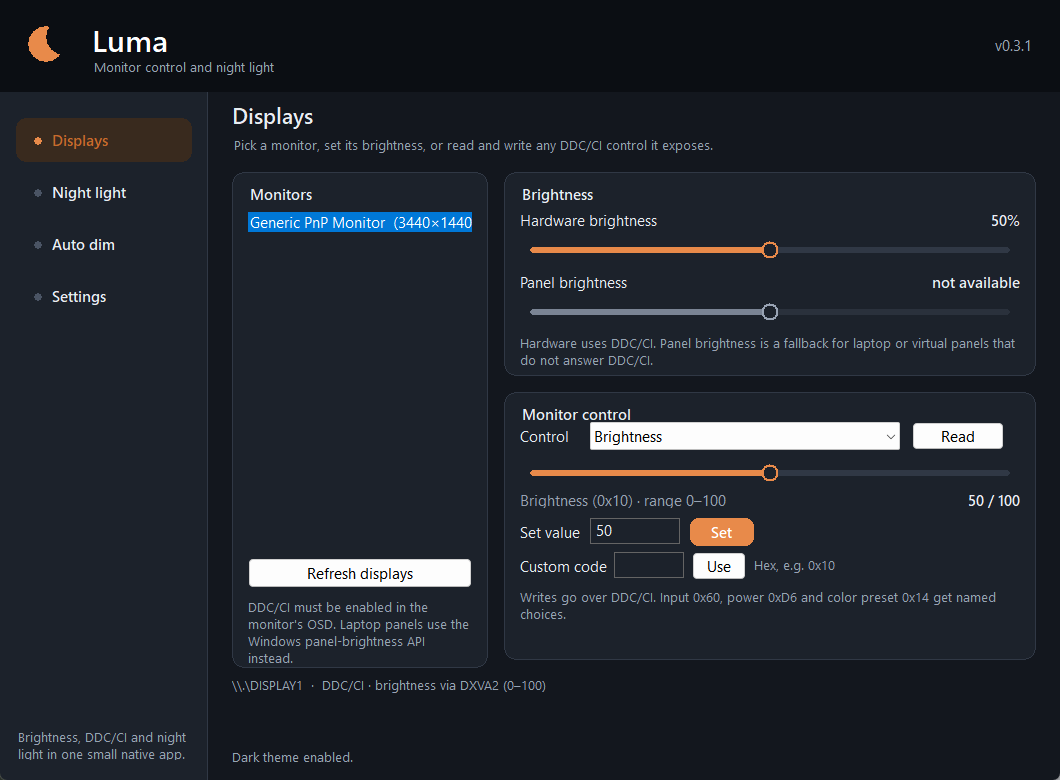 Luma
Monitor control and night light
v0.3.1
Displays
Night light
Auto dim
Settings
Brightness, DDC/CI and night
light in one small native app.
Displays
Pick a monitor, set its brightness, or read and write any DDC/CI control it exposes.
Monitors
Generic PnP Monitor (3440×1440
Refresh displays
DDC/CI must be enabled in the
monitor's OSD. Laptop panels use the
Windows panel-brightness API
instead.
Brightness
Hardware brightness 50%
Panel brightness not available
Hardware uses DDC/CI. Panel brightness is a fallback for laptop or virtual panels that
do not answer DDC/CI.
Monitor control
Control Brightness Read
Brightness (0x10) · range 0–100 50 / 100
Set value 50 Set
Custom code Use Hex, e.g. 0x10
Writes go over DDC/CI. Input 0x60, power 0xD6 and color preset 0x14 get named
choices.
\\.\DISPLAY1 · DDC/CI · brightness via DXVA2 (0–100)
Dark theme enabled.